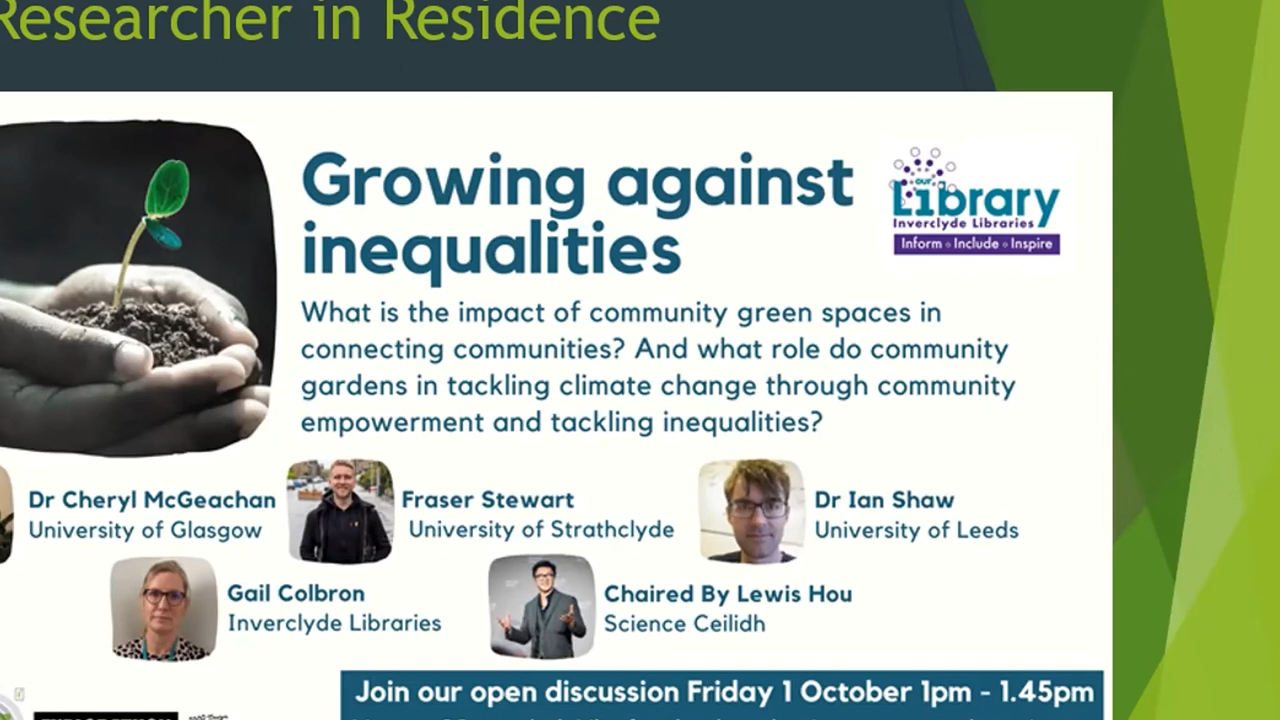 Researcher in Residence
Growing against
inequalities
our
Library
Inverclyde Libraries
Inform Include Inspire
What is the impact of community green spaces in
connecting communities? And what role do community
gardens in tackling climate change through community
empowerment and tackling inequalities?
Dr Cheryl McGeachan
University of Glasgow
Fraser Stewart
University of Strathclyde
Dr Ian Shaw
University of Leeds
Gail Colbron
Inverclyde Libraries
Chaired By Lewis Hou
Science Ceilidh
Join our open discussion Friday 1 October 1pm - 1.45pm